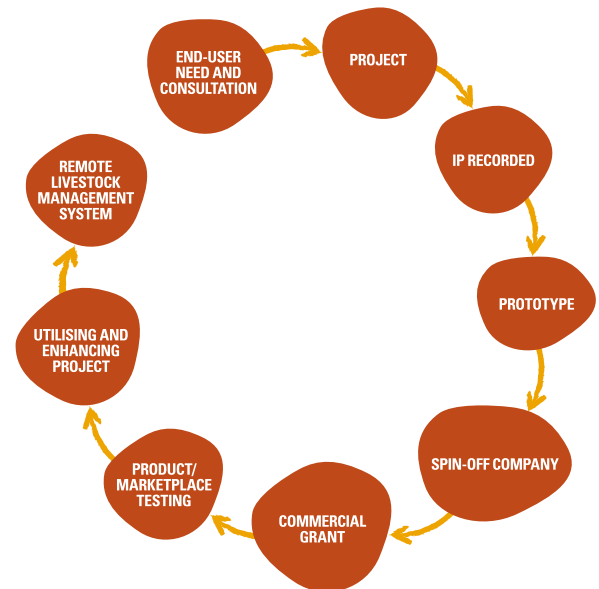 END-USER
NEED AND
CONSULTATION
PROJECT
IP RECORDED
PROTOTYPE
SPIN-OFF COMPANY
COMMERCIAL
GRANT
PRODUCT/
MARKETPLACE
TESTING
UTILISING AND
ENHANCING
PROJECT
REMOTE
LIVESTOCK
MANAGEMENT
SYSTEM